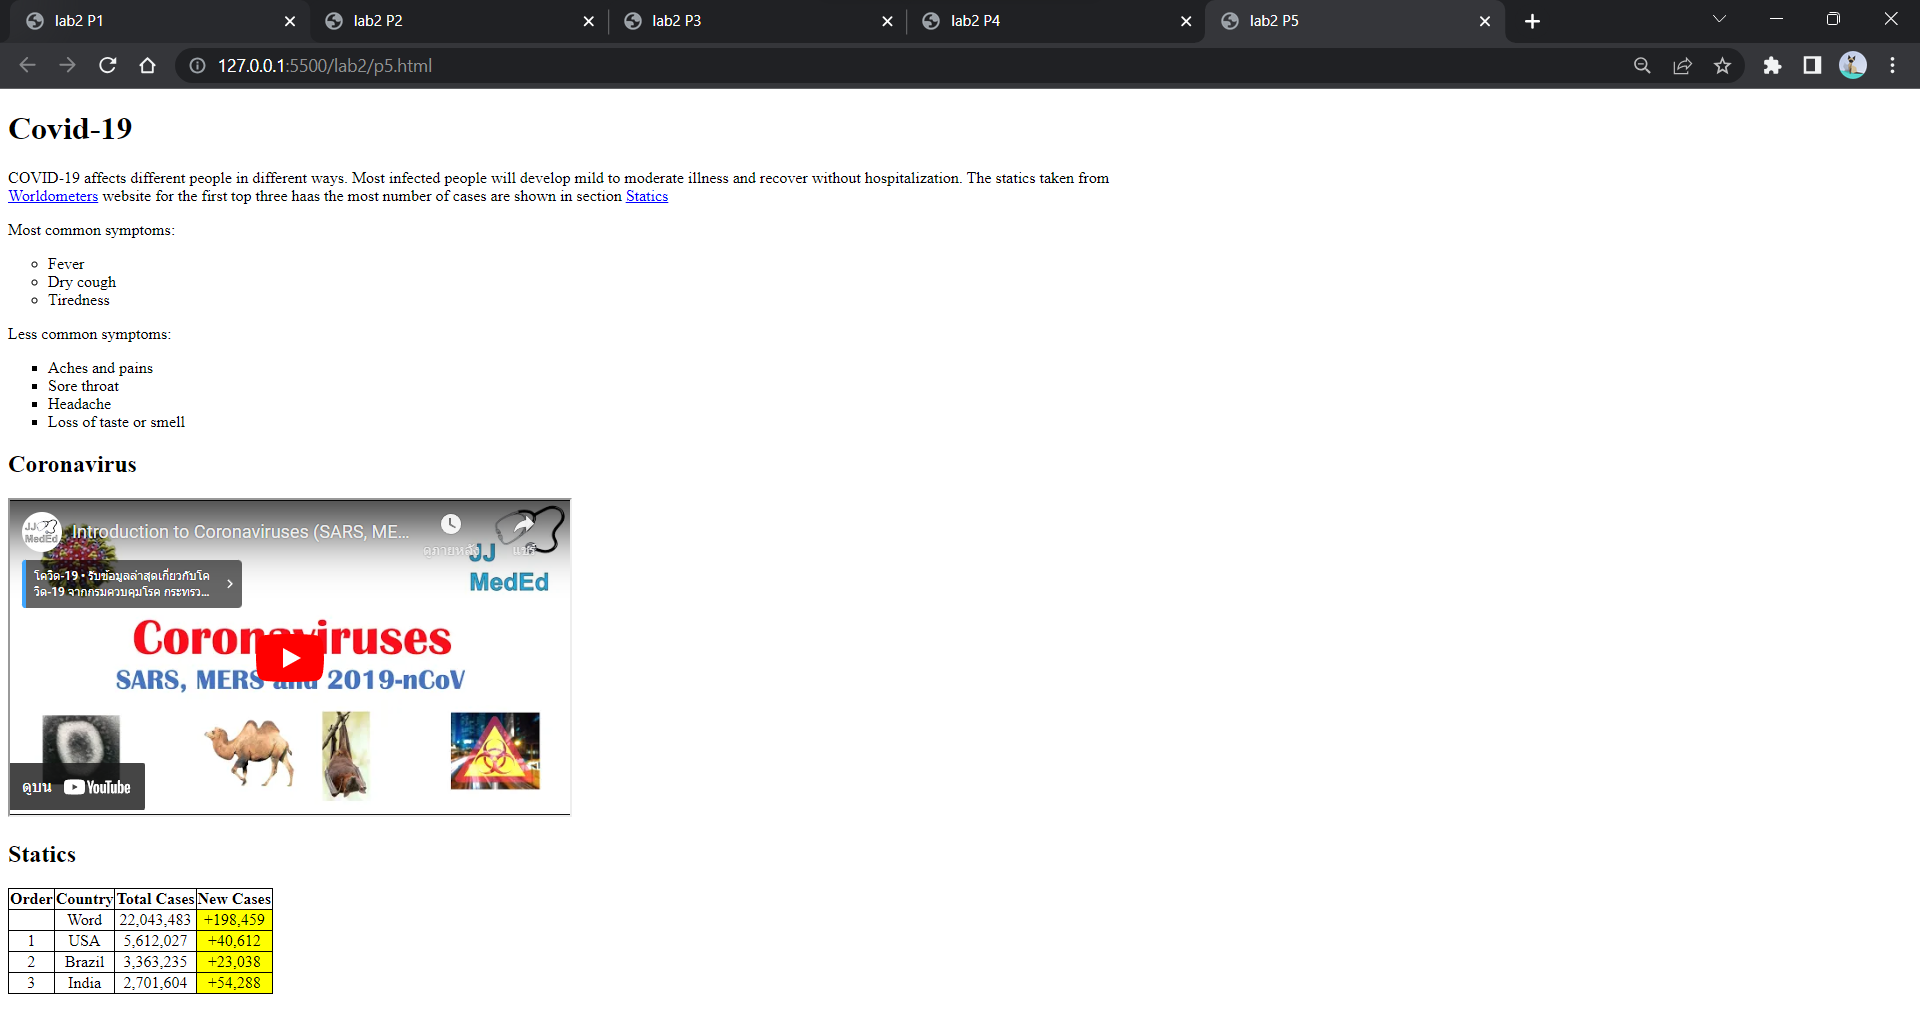 lab2 P1
lab2 P2
lab2 P3
lab2 P4
lab2 P5
127.0.0.1:5500/lab2/p5.html
Covid-19
COVID-19 affects different people in different ways. Most infected people will develop mild to moderate illness and recover without hospitalization. The statics taken from
Worldometers website for the first top three haas the most number of cases are shown in section Statics
Most common symptoms:
Fever
Dry cough
Tiredness
Less common symptoms:
Aches and pains
Sore throat
Headache
Loss of taste or smell
Coronavirus
JJ MedEd
Introduction to Coronaviruses (SARS, ME...
ดูภายหลัง
แชร์
JJ
MedEd
โควิด-19 • รับข้อมูลล่าสุดเกี่ยวกับโค
วิด-19 จากกรมควบคุมโรค กระทรว...
Coronaviruses
SARS, MERS and 2019-nCoV
ดูบน YouTube
Statics
Order Country Total Cases New Cases
Word 22,043,483 +198,459
1 USA 5,612,027 +40,612
2 Brazil 3,363,235 +23,038
3 India 2,701,604 +54,288